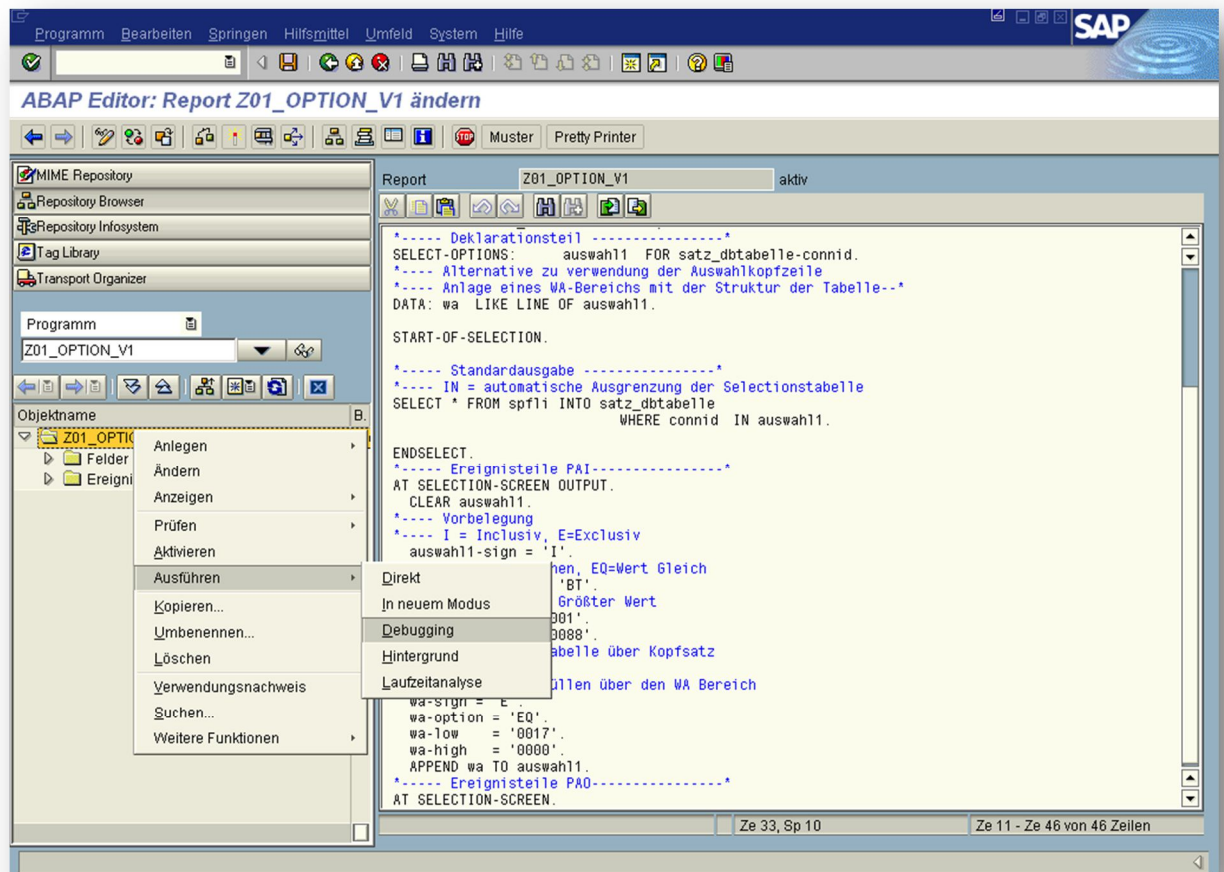 Programm Bearbeiten Springen Hilfsmittel Umfeld System Hilfe
SAP
ABAP Editor: Report Z01_OPTION_V1 ändern
STOP Muster Pretty Printer
MIME Repository
Repository Browser
Repository Infosystem
Tag Library
Transport Organizer
Programm
Z01_OPTION_V1
Objektname B.
Z01_OPTI
Felder
Ereigni
Anlegen
Ändern
Anzeigen
Prüfen
Aktivieren
Ausführen
Kopieren...
Umbenennen...
Löschen
Verwendungsnachweis
Suchen...
Weitere Funktionen
Direkt
In neuem Modus
Debugging
Hintergrund
Laufzeitanalyse
Report Z01_OPTION_V1 aktiv
*----- Deklarationsteil ----------------*
SELECT-OPTIONS: auswahl1 FOR satz_dbtabelle-connid.
*---- Alternative zu verwendung der Auswahlkopfzeile
*---- Anlage eines WA-Bereichs mit der Struktur der Tabelle--*
DATA: wa LIKE LINE OF auswahl1.
START-OF-SELECTION.
*----- Standardausgabe ----------------*
*---- IN = automatische Ausgrenzung der Selectionstabelle
SELECT * FROM spfli INTO satz_dbtabelle
WHERE connid IN auswahl1.
ENDSELECT.
*----- Ereignisteile PAI----------------*
AT SELECTION-SCREEN OUTPUT.
CLEAR auswahl1.
*---- Vorbelegung
*---- I = Inclusiv, E=Exclusiv
auswahl1-sign = 'I'.
hen, EQ=Wert Gleich
'BT'.
Größter Wert
001'.
0088'.
abelle über Kopfsatz
üllen über den WA Bereich
wa-sign = 'E'.
wa-option = 'EQ'.
wa-low = '0017'.
wa-high = '0000'.
APPEND wa TO auswahl1.
*----- Ereignisteile PAO----------------*
AT SELECTION-SCREEN.
Ze 33, Sp 10 Ze 11 - Ze 46 von 46 Zeilen